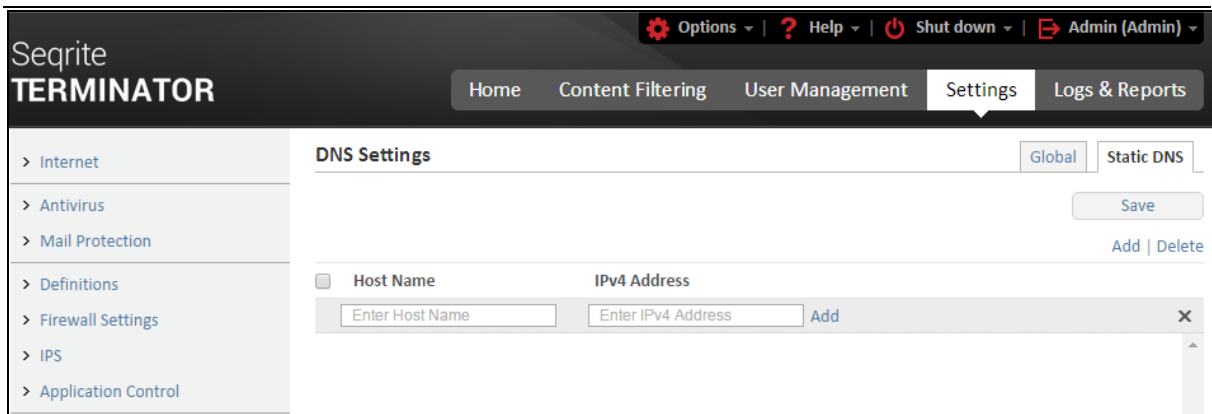 Options | ? Help | Shut down | Admin (Admin)
Seqrite
TERMINATOR
Home Content Filtering User Management Settings Logs & Reports
> Internet
> Antivirus
> Mail Protection
> Definitions
> Firewall Settings
> IPS
> Application Control
DNS Settings
Global Static DNS
Save
Add | Delete
Host Name IPv4 Address
Enter Host Name Enter IPv4 Address Add ×